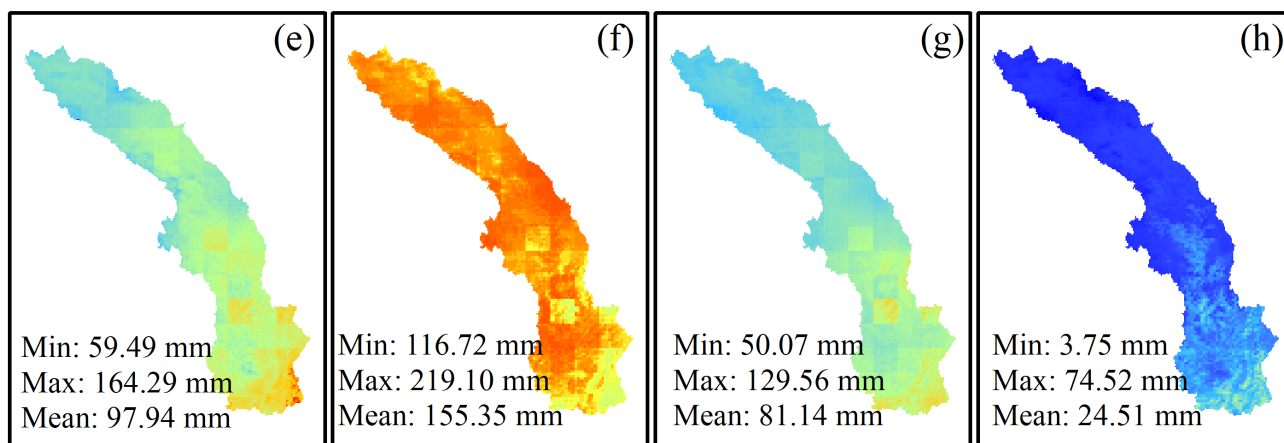 (e)
Min: 59.49 mm
Max: 164.29 mm
Mean: 97.94 mm
(f)
Min: 116.72 mm
Max: 219.10 mm
Mean: 155.35 mm
(g)
Min: 50.07 mm
Max: 129.56 mm
Mean: 81.14 mm
(h)
Min: 3.75 mm
Max: 74.52 mm
Mean: 24.51 mm